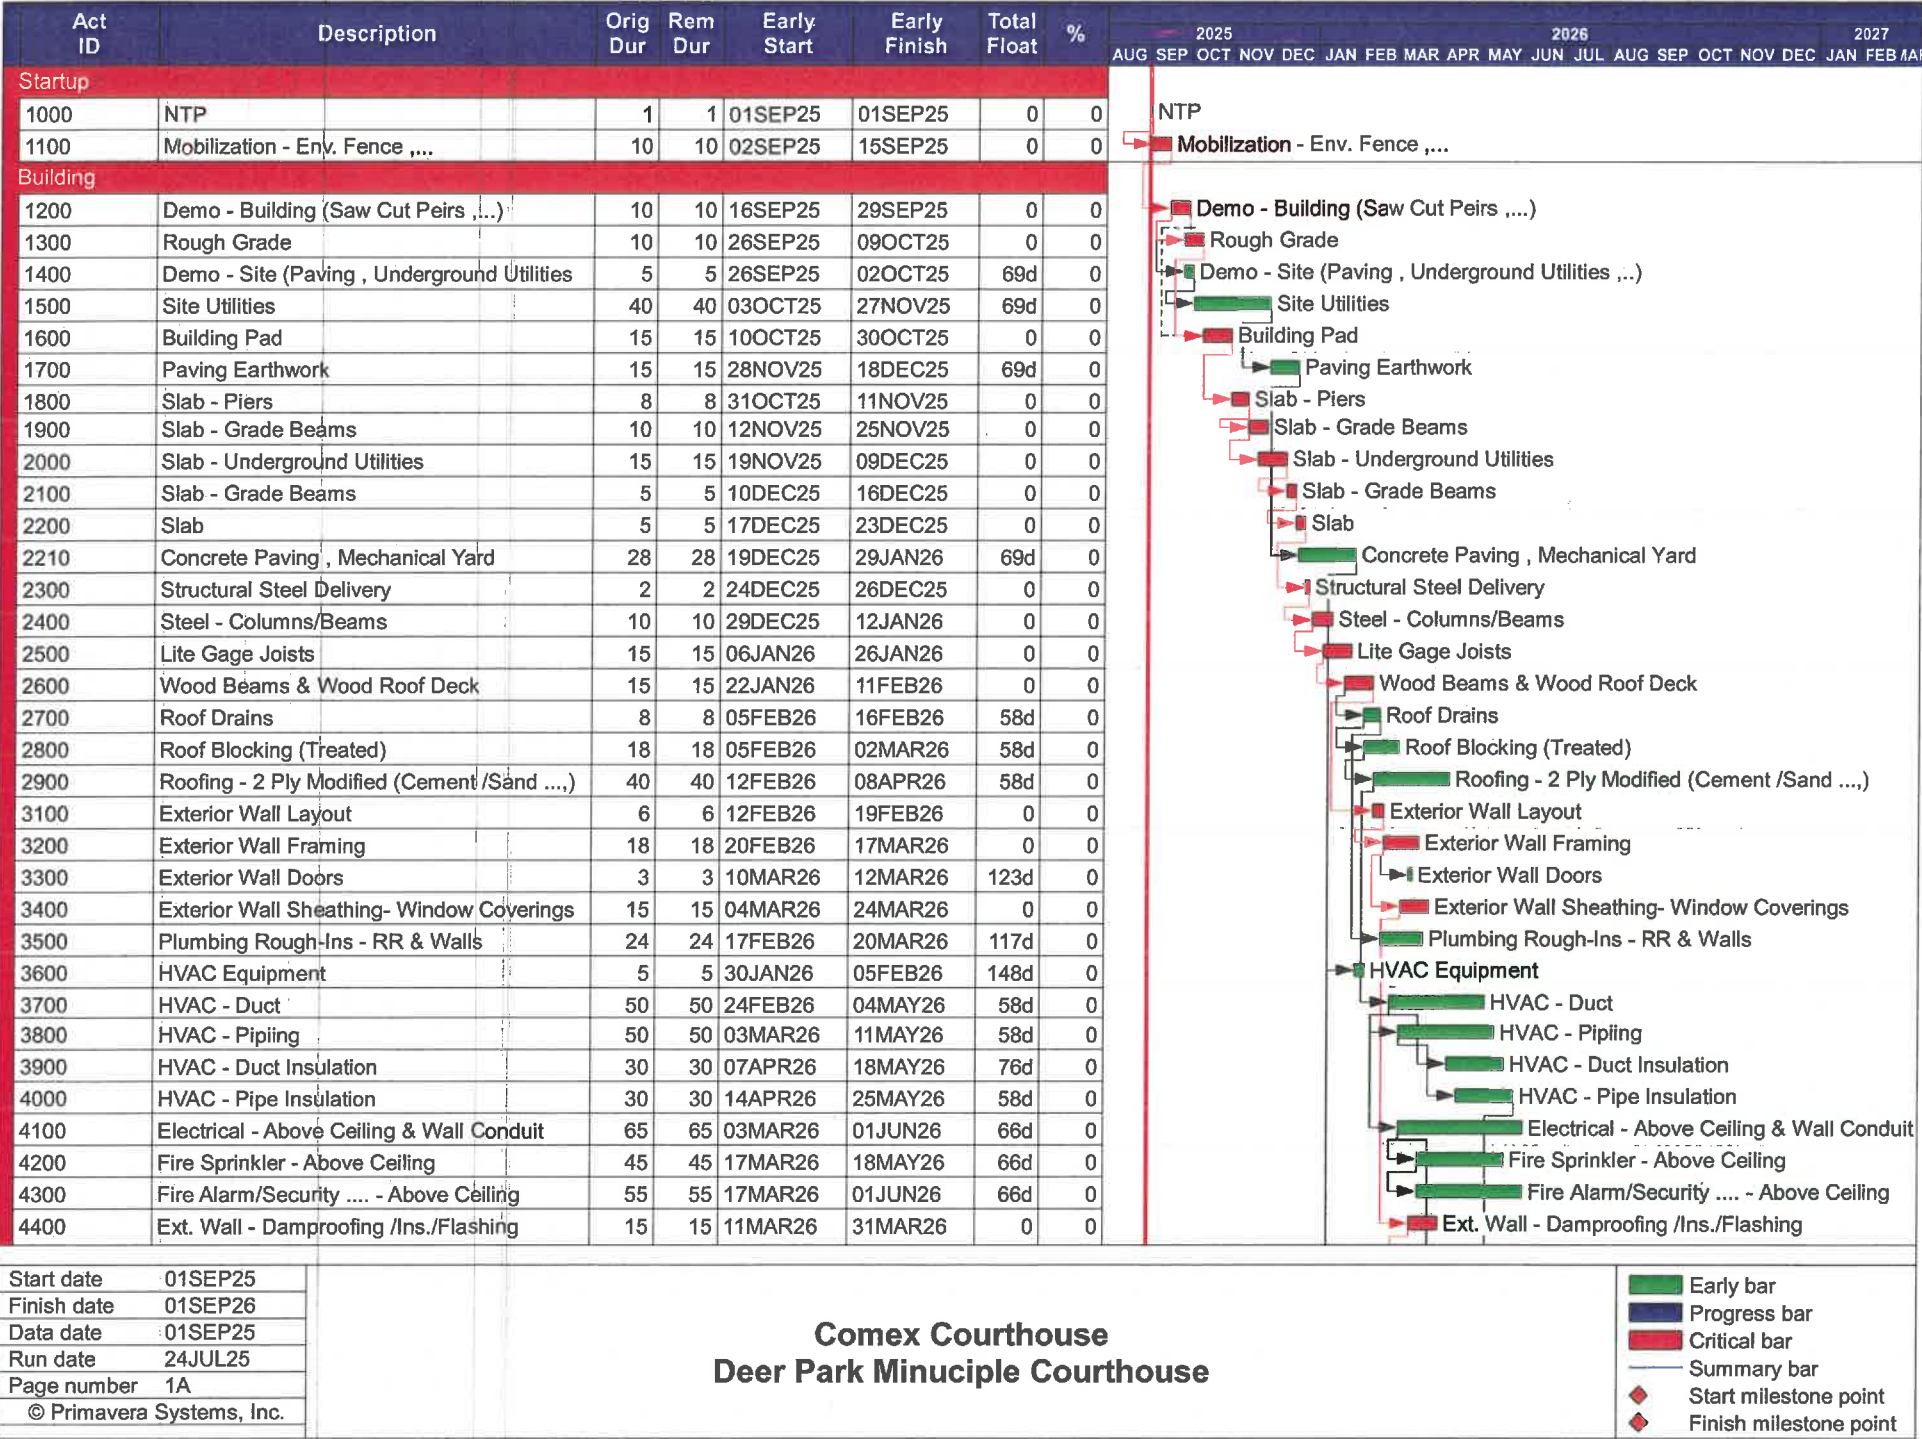 Act ID Description Orig Dur Rem Dur Early Start Early Finish Total Float %
2025 2026 2027
AUG SEP OCT NOV DEC JAN FEB MAR APR MAY JUN JUL AUG SEP OCT NOV DEC JAN FEB MAR
Startup
1000 NTP 1 1 01SEP25 01SEP25 0 0 NTP
1100 Mobilization - Env. Fence ,... 10 10 02SEP25 15SEP25 0 0 Mobilization - Env. Fence ,...
Building
1200 Demo - Building (Saw Cut Peirs ,...) 10 10 16SEP25 29SEP25 0 0 Demo - Building (Saw Cut Peirs ,...)
1300 Rough Grade 10 10 26SEP25 09OCT25 0 0 Rough Grade
1400 Demo - Site (Paving , Underground Utilities 5 5 26SEP25 02OCT25 69d 0 Demo - Site (Paving , Underground Utilities ,..)
1500 Site Utilities 40 40 03OCT25 27NOV25 69d 0 Site Utilities
1600 Building Pad 15 15 10OCT25 30OCT25 0 0 Building Pad
1700 Paving Earthwork 15 15 28NOV25 18DEC25 69d 0 Paving Earthwork
1800 Slab - Piers 8 8 31OCT25 11NOV25 0 0 Slab - Piers
1900 Slab - Grade Beams 10 10 12NOV25 25NOV25 0 0 Slab - Grade Beams
2000 Slab - Underground Utilities 15 15 19NOV25 09DEC25 0 0 Slab - Underground Utilities
2100 Slab - Grade Beams 5 5 10DEC25 16DEC25 0 0 Slab - Grade Beams
2200 Slab 5 5 17DEC25 23DEC25 0 0 Slab
2210 Concrete Paving , Mechanical Yard 28 28 19DEC25 29JAN26 69d 0 Concrete Paving , Mechanical Yard
2300 Structural Steel Delivery 2 2 24DEC25 26DEC25 0 0 Structural Steel Delivery
2400 Steel - Columns/Beams 10 10 29DEC25 12JAN26 0 0 Steel - Columns/Beams
2500 Lite Gage Joists 15 15 06JAN26 26JAN26 0 0 Lite Gage Joists
2600 Wood Beams & Wood Roof Deck 15 15 22JAN26 11FEB26 0 0 Wood Beams & Wood Roof Deck
2700 Roof Drains 8 8 05FEB26 16FEB26 58d 0 Roof Drains
2800 Roof Blocking (Treated) 18 18 05FEB26 02MAR26 58d 0 Roof Blocking (Treated)
2900 Roofing - 2 Ply Modified (Cement /Sand ...,) 40 40 12FEB26 08APR26 58d 0 Roofing - 2 Ply Modified (Cement /Sand ...,)
3100 Exterior Wall Layout 6 6 12FEB26 19FEB26 0 0 Exterior Wall Layout
3200 Exterior Wall Framing 18 18 20FEB26 17MAR26 0 0 Exterior Wall Framing
3300 Exterior Wall Doors 3 3 10MAR26 12MAR26 123d 0 Exterior Wall Doors
3400 Exterior Wall Sheathing- Window Coverings 15 15 04MAR26 24MAR26 0 0 Exterior Wall Sheathing- Window Coverings
3500 Plumbing Rough-Ins - RR & Walls 24 24 17FEB26 20MAR26 117d 0 Plumbing Rough-Ins - RR & Walls
3600 HVAC Equipment 5 5 30JAN26 05FEB26 148d 0 HVAC Equipment
3700 HVAC - Duct 50 50 24FEB26 04MAY26 58d 0 HVAC - Duct
3800 HVAC - Pipiing 50 50 03MAR26 11MAY26 58d 0 HVAC - Pipiing
3900 HVAC - Duct Insulation 30 30 07APR26 18MAY26 76d 0 HVAC - Duct Insulation
4000 HVAC - Pipe Insulation 30 30 14APR26 25MAY26 58d 0 HVAC - Pipe Insulation
4100 Electrical - Above Ceiling & Wall Conduit 65 65 03MAR26 01JUN26 66d 0 Electrical - Above Ceiling & Wall Conduit
4200 Fire Sprinkler - Above Ceiling 45 45 17MAR26 18MAY26 66d 0 Fire Sprinkler - Above Ceiling
4300 Fire Alarm/Security .... - Above Ceiling 55 55 17MAR26 01JUN26 66d 0 Fire Alarm/Security .... - Above Ceiling
4400 Ext. Wall - Damproofing /Ins./Flashing 15 15 11MAR26 31MAR26 0 0 Ext. Wall - Damproofing /Ins./Flashing
Start date 01SEP25
Finish date 01SEP26
Data date 01SEP25
Run date 24JUL25
Page number 1A
© Primavera Systems, Inc.
Comex Courthouse
Deer Park Minuciple Courthouse
Early bar
Progress bar
Critical bar
Summary bar
Start milestone point
Finish milestone point